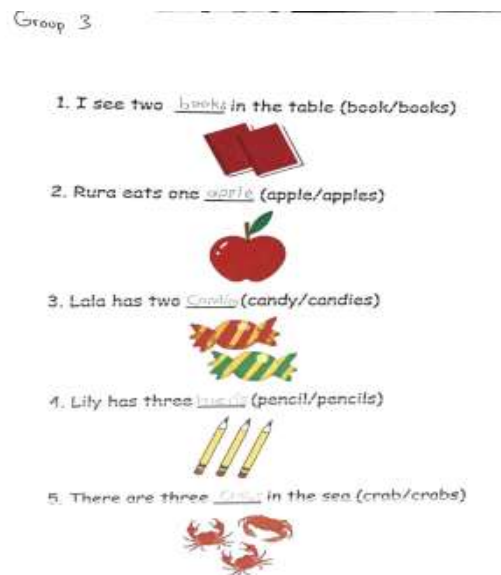 Group 3
1. I see two books in the table (book/books)
2. Rura eats one apple (apple/apples)
3. Lala has two (candy/candies)
4. Lily has three (pencil/pencils)
5. There are three in the sea (crab/crabs)